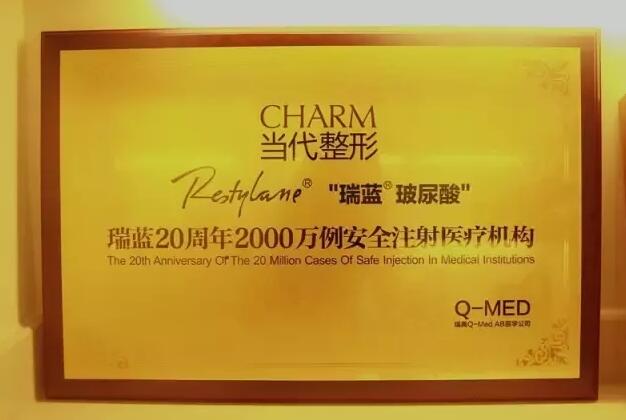 CHARM
当代整形
Restylane® "瑞蓝®玻尿酸"
瑞蓝20周年2000万例安全注射医疗机构
The 20th Anniversary Of The 20 Million Cases Of Safe Injection In Medical Institutions
Q-MED
瑞典Q-Med AB医学公司